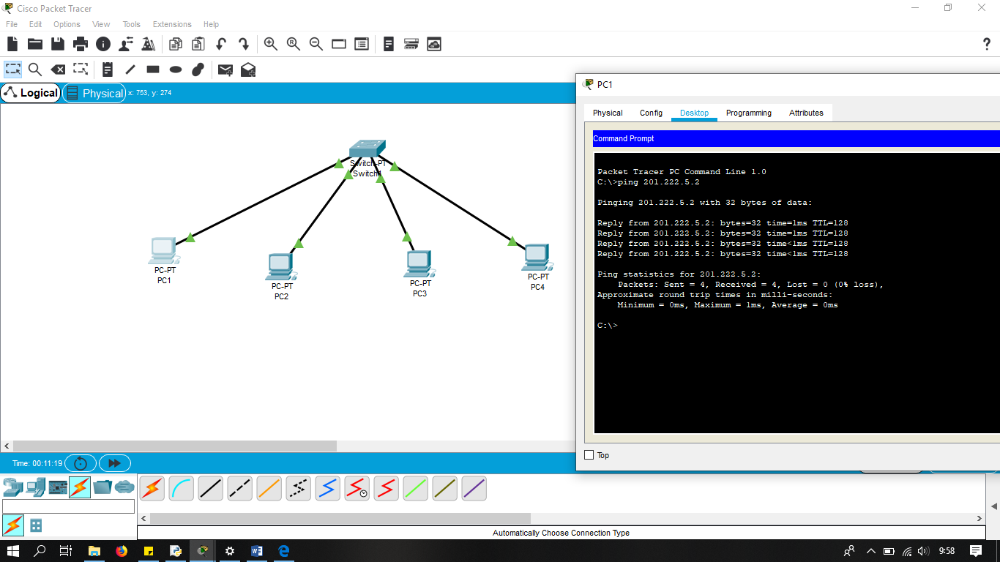 Cisco Packet Tracer
File Edit Options View Tools Extensions Help
Logical
Physical
x: 753, y: 274
Switch-PT
Switch1
PC-PT
PC1
PC-PT
PC2
PC-PT
PC3
PC-PT
PC4
PC1
Physical Config Desktop Programming Attributes
Command Prompt
Packet Tracer PC Command Line 1.0
C:\>ping 201.222.5.2
Pinging 201.222.5.2 with 32 bytes of data:
Reply from 201.222.5.2: bytes=32 time=1ms TTL=128
Reply from 201.222.5.2: bytes=32 time=1ms TTL=128
Reply from 201.222.5.2: bytes=32 time<1ms TTL=128
Reply from 201.222.5.2: bytes=32 time<1ms TTL=128
Ping statistics for 201.222.5.2:
Packets: Sent = 4, Received = 4, Lost = 0 (0% loss),
Approximate round trip times in milli-seconds:
Minimum = 0ms, Maximum = 1ms, Average = 0ms
C:\>
Top
Time: 00:11:19
Automatically Choose Connection Type
9:58